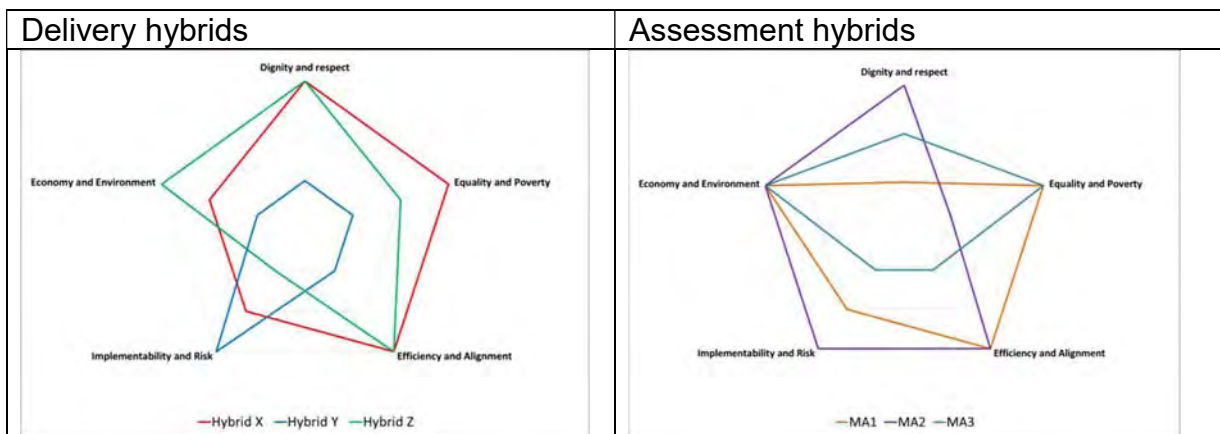 Delivery hybrids
Assessment hybrids
Dignity and respect
Economy and Environment
Equality and Poverty
Implementability and Risk
Efficiency and Alignment
Hybrid X Hybrid Y Hybrid Z
Dignity and respect
Economy and Environment
Equality and Poverty
Implementability and Risk
Efficiency and Alignment
MA1 MA2 MA3